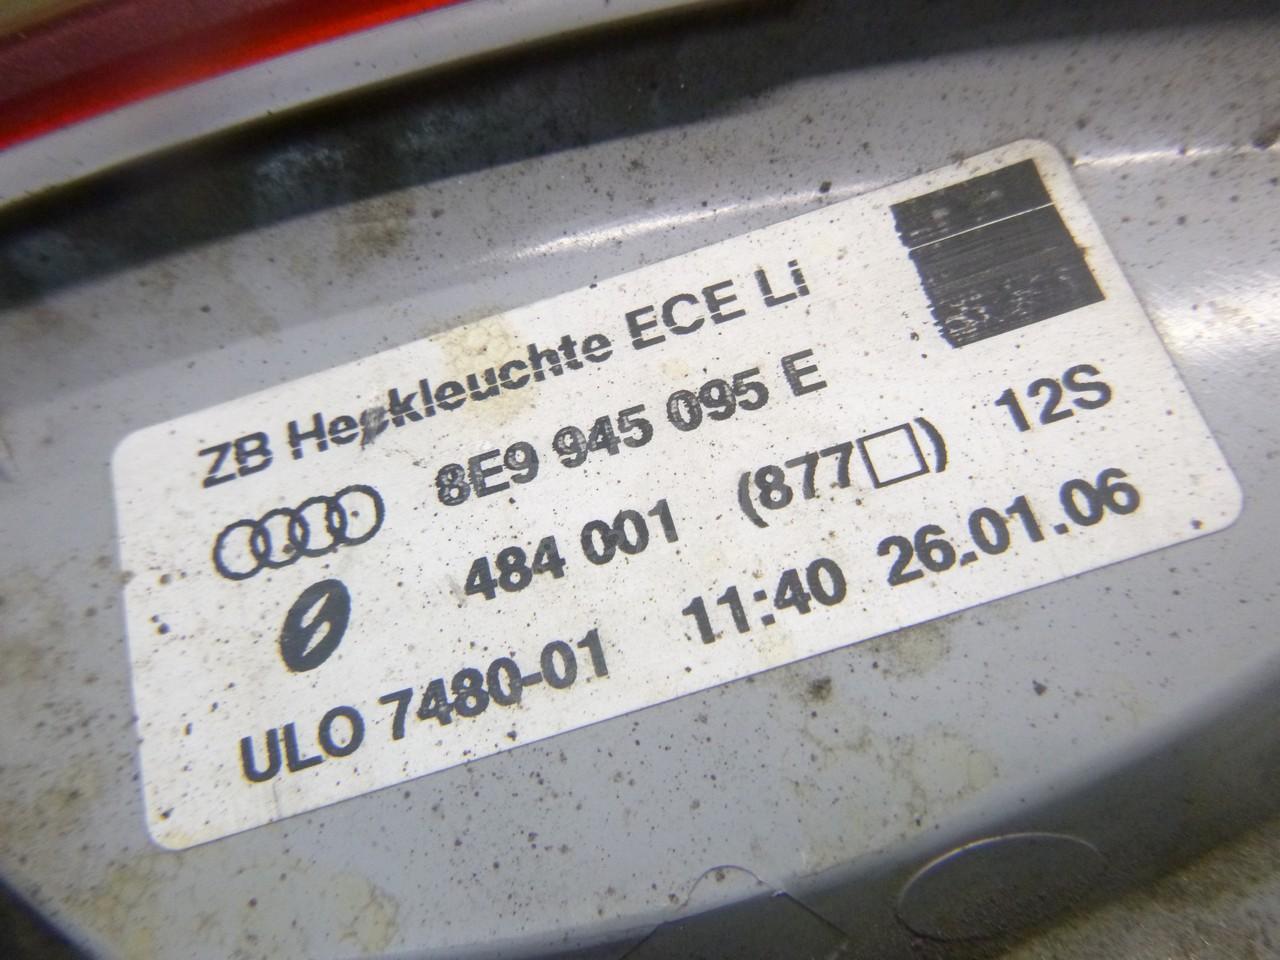 ZB Heckleuchte ECE Li
8E9 945 095 E
484 001 (877□) 12S
ULO 7480-01 11:40 26.01.06